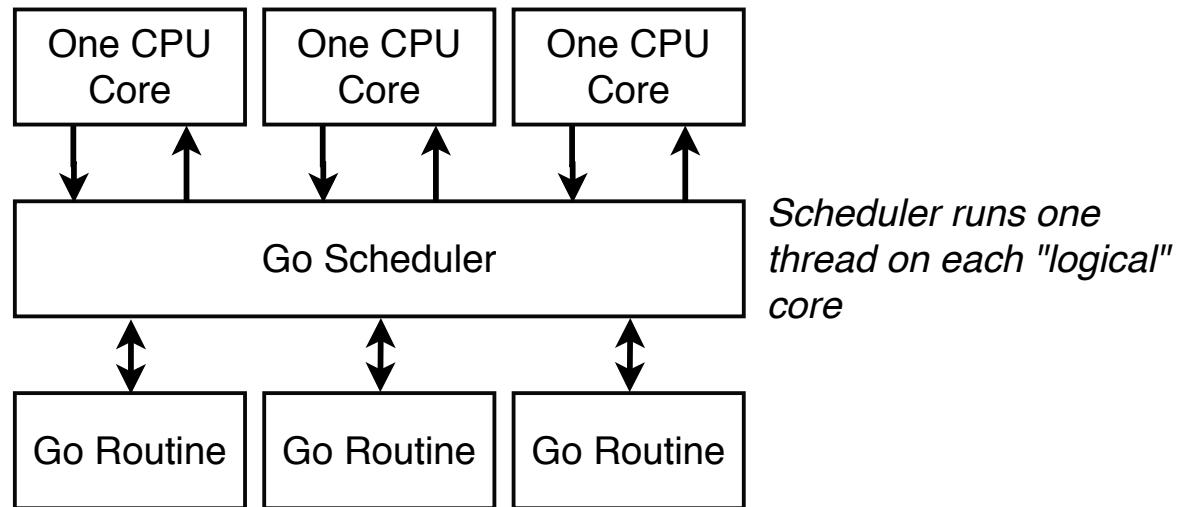 One CPU
Core
One CPU
Core
One CPU
Core
Go Scheduler
Scheduler runs one
thread on each "logical"
core
Go Routine
Go Routine
Go Routine